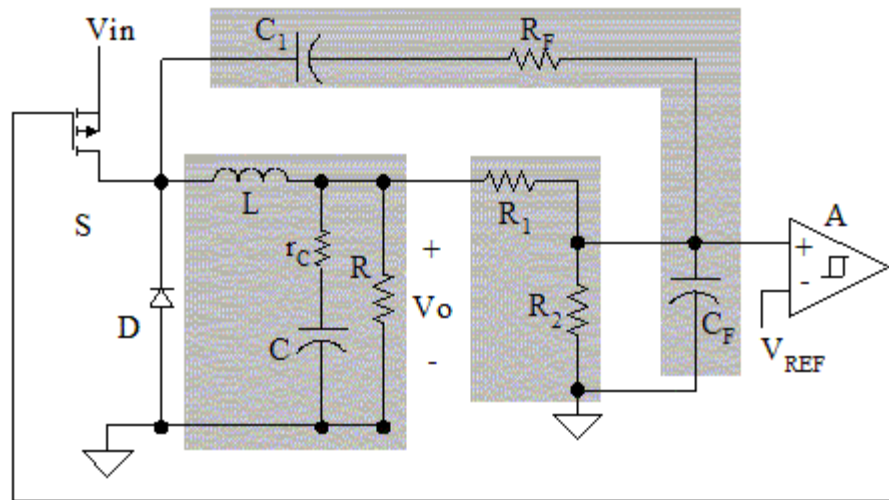 Vin
C1
RF
A
S
L
R1
+
-
rC
R
+
Vo
-
D
C
R2
CF
VREF